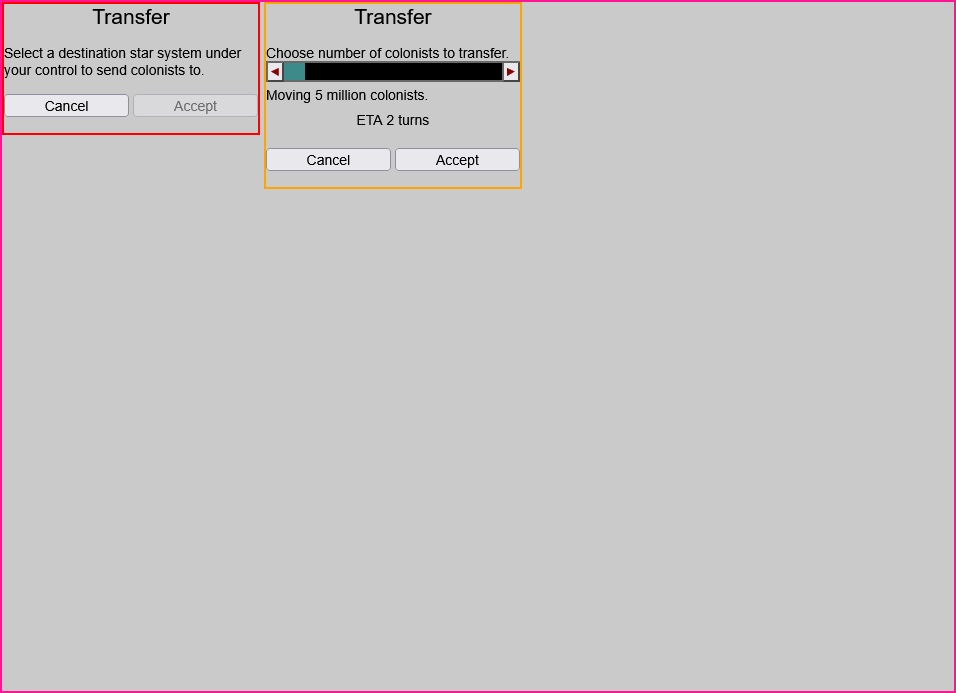 Transfer
Select a destination star system under
your control to send colonists to.
Cancel Accept
Transfer
Choose number of colonists to transfer.
Moving 5 million colonists.
ETA 2 turns
Cancel Accept